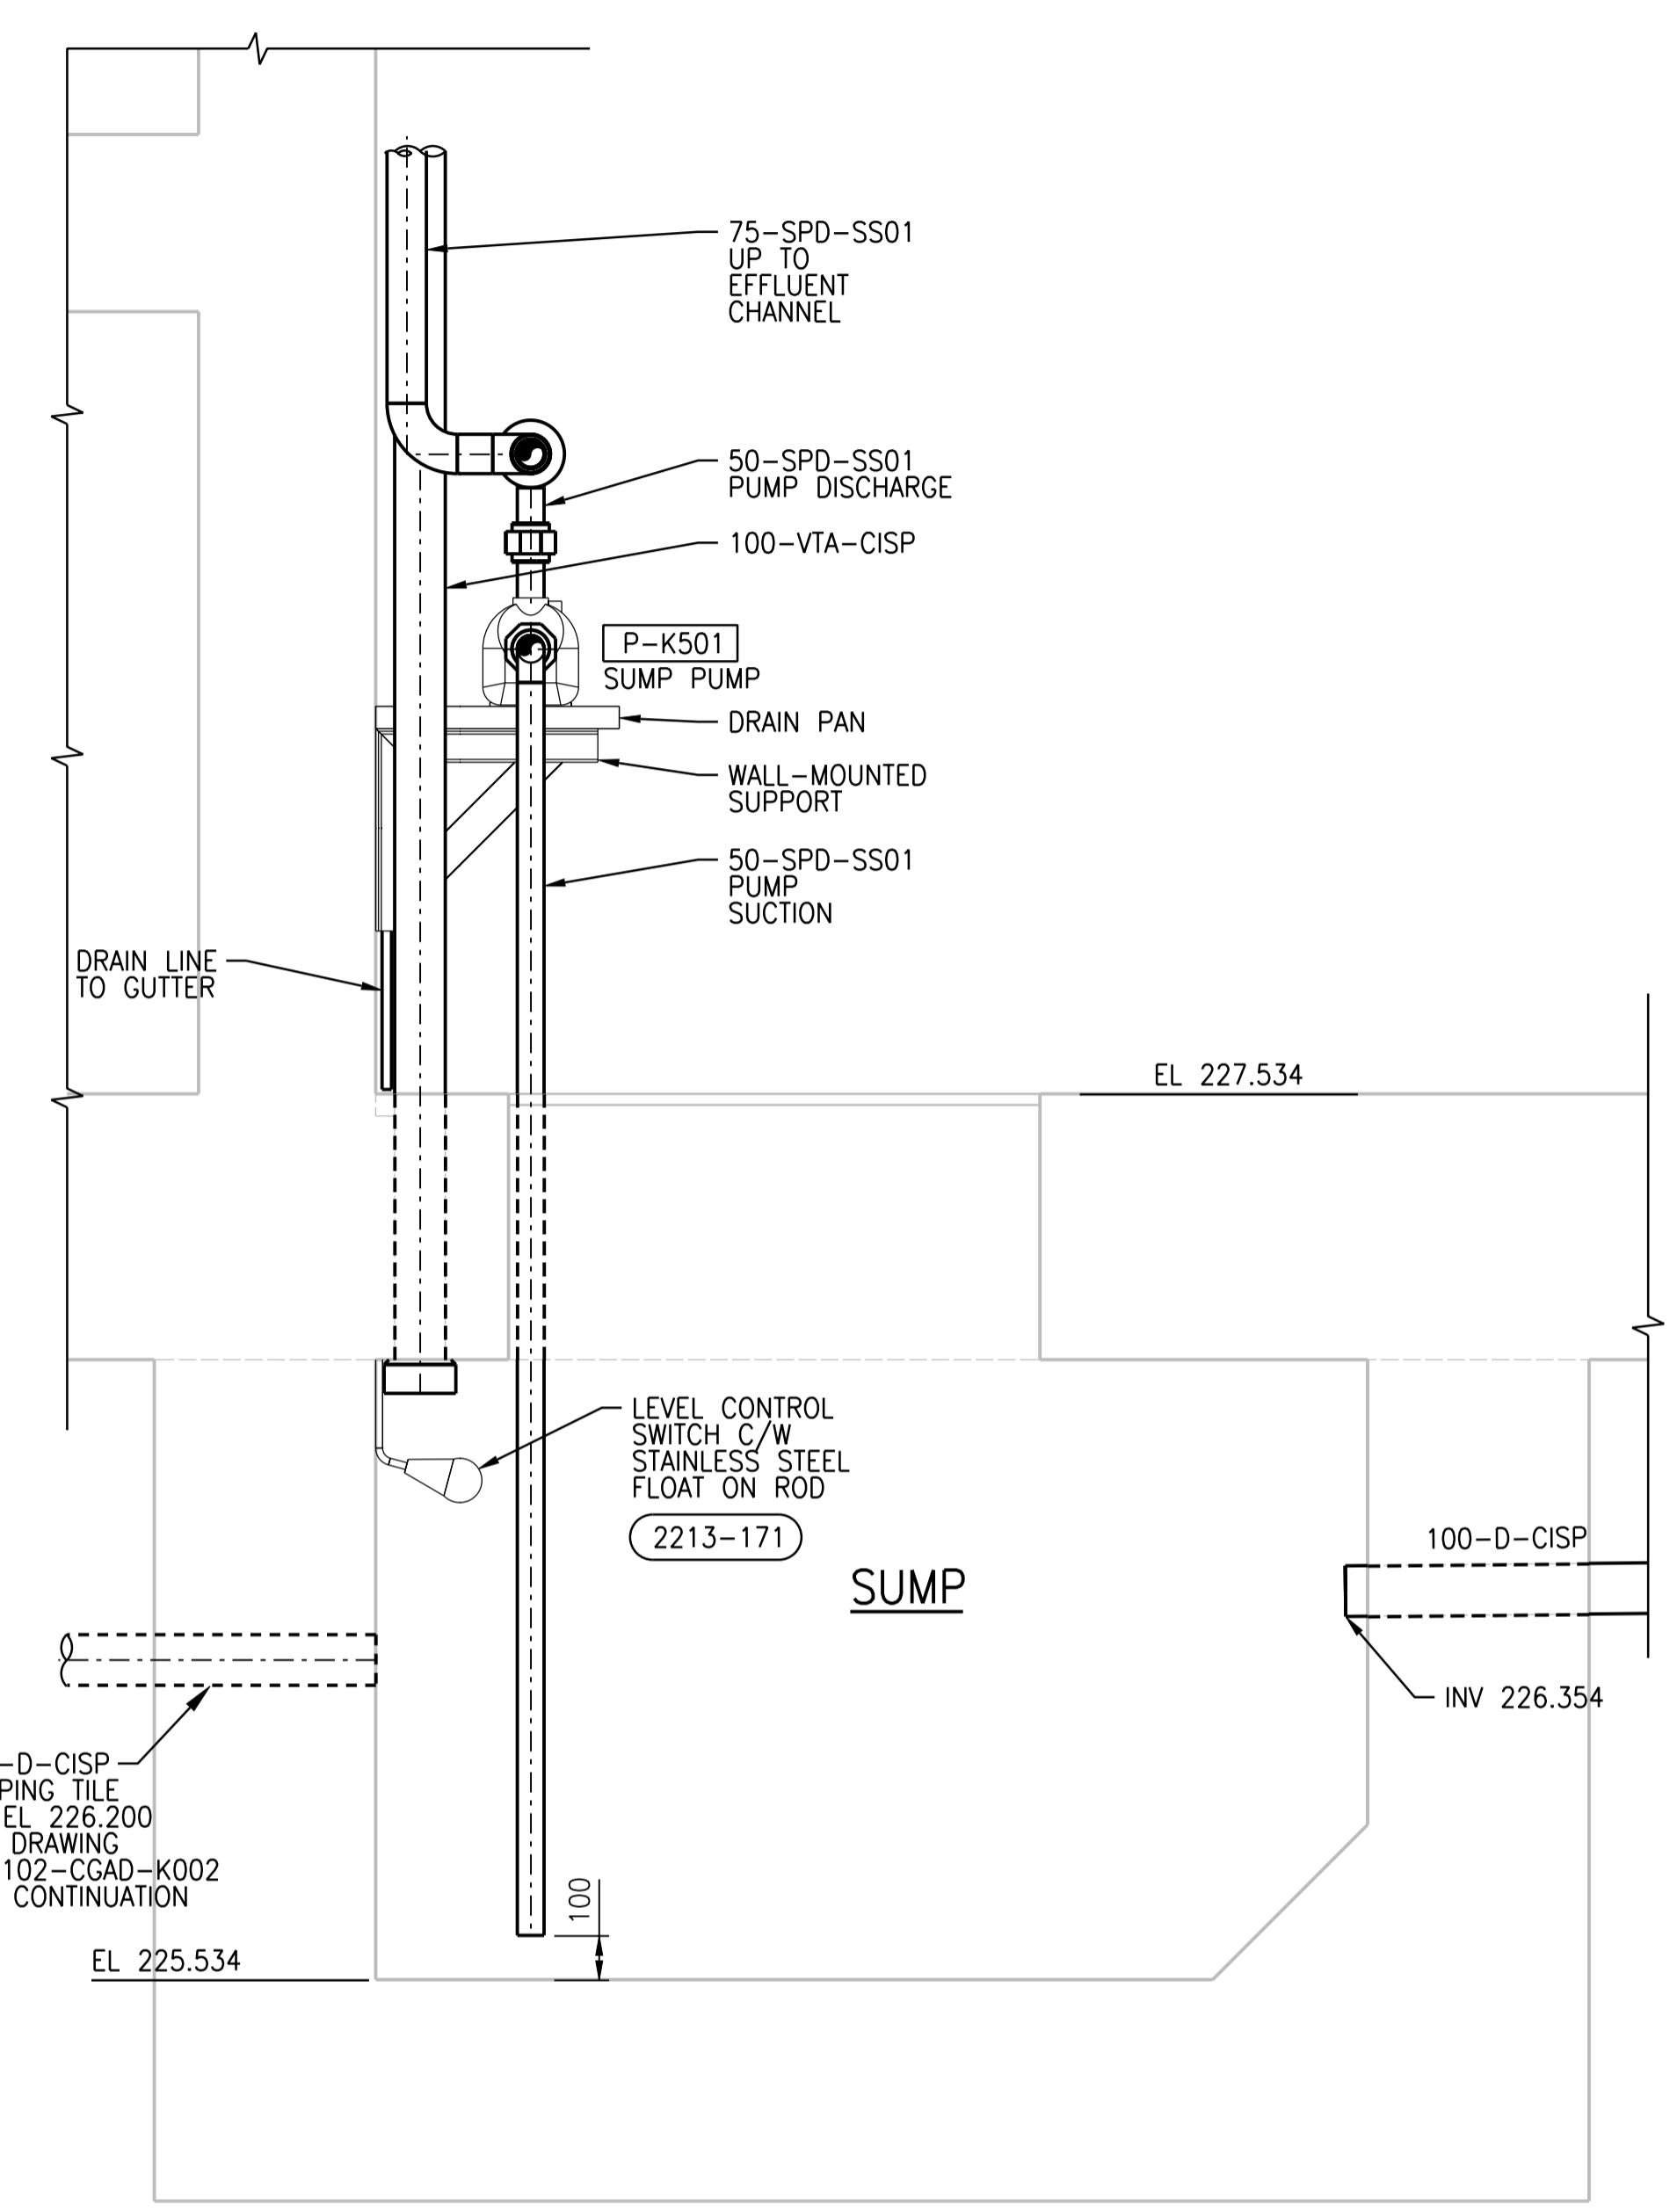 75-SPD-SS01
UP TO
EFFLUENT
CHANNEL
50-SPD-SS01
PUMP DISCHARGE
100-VTA-CISP
P-K501
SUMP PUMP
DRAIN PAN
WALL-MOUNTED
SUPPORT
50-SPD-SS01
PUMP
SUCTION
DRAIN LINE
TO GUTTER
EL 227.534
LEVEL CONTROL
SWITCH C/W
STAINLESS STEEL
FLOAT ON ROD
2213-171
SUMP
100-D-CISP
INV 226.354
-D-CISP
PING TILE
EL 226.200
DRAWING
102-CGAD-K002
CONTINUATION
100
EL 225.534